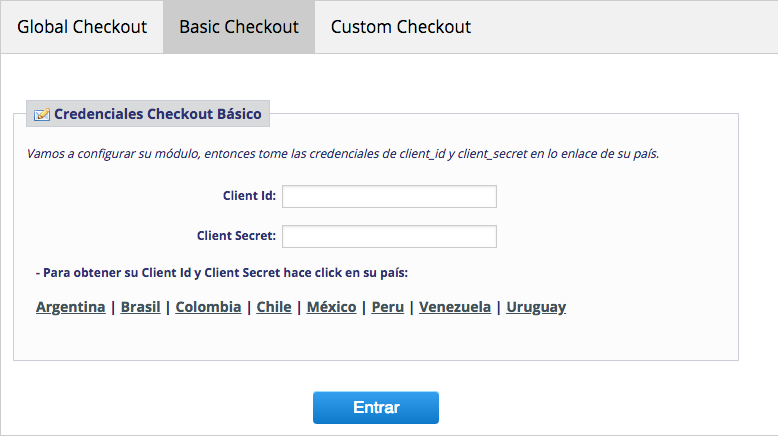 Global Checkout Basic Checkout Custom Checkout
Credenciales Checkout Básico
Vamos a configurar su módulo, entonces tome las credenciales de client_id y client_secret en lo enlace de su país.
Client Id:
Client Secret:
- Para obtener su Client Id y Client Secret hace click en su país:
Argentina | Brasil | Colombia | Chile | México | Peru | Venezuela | Uruguay
Entrar